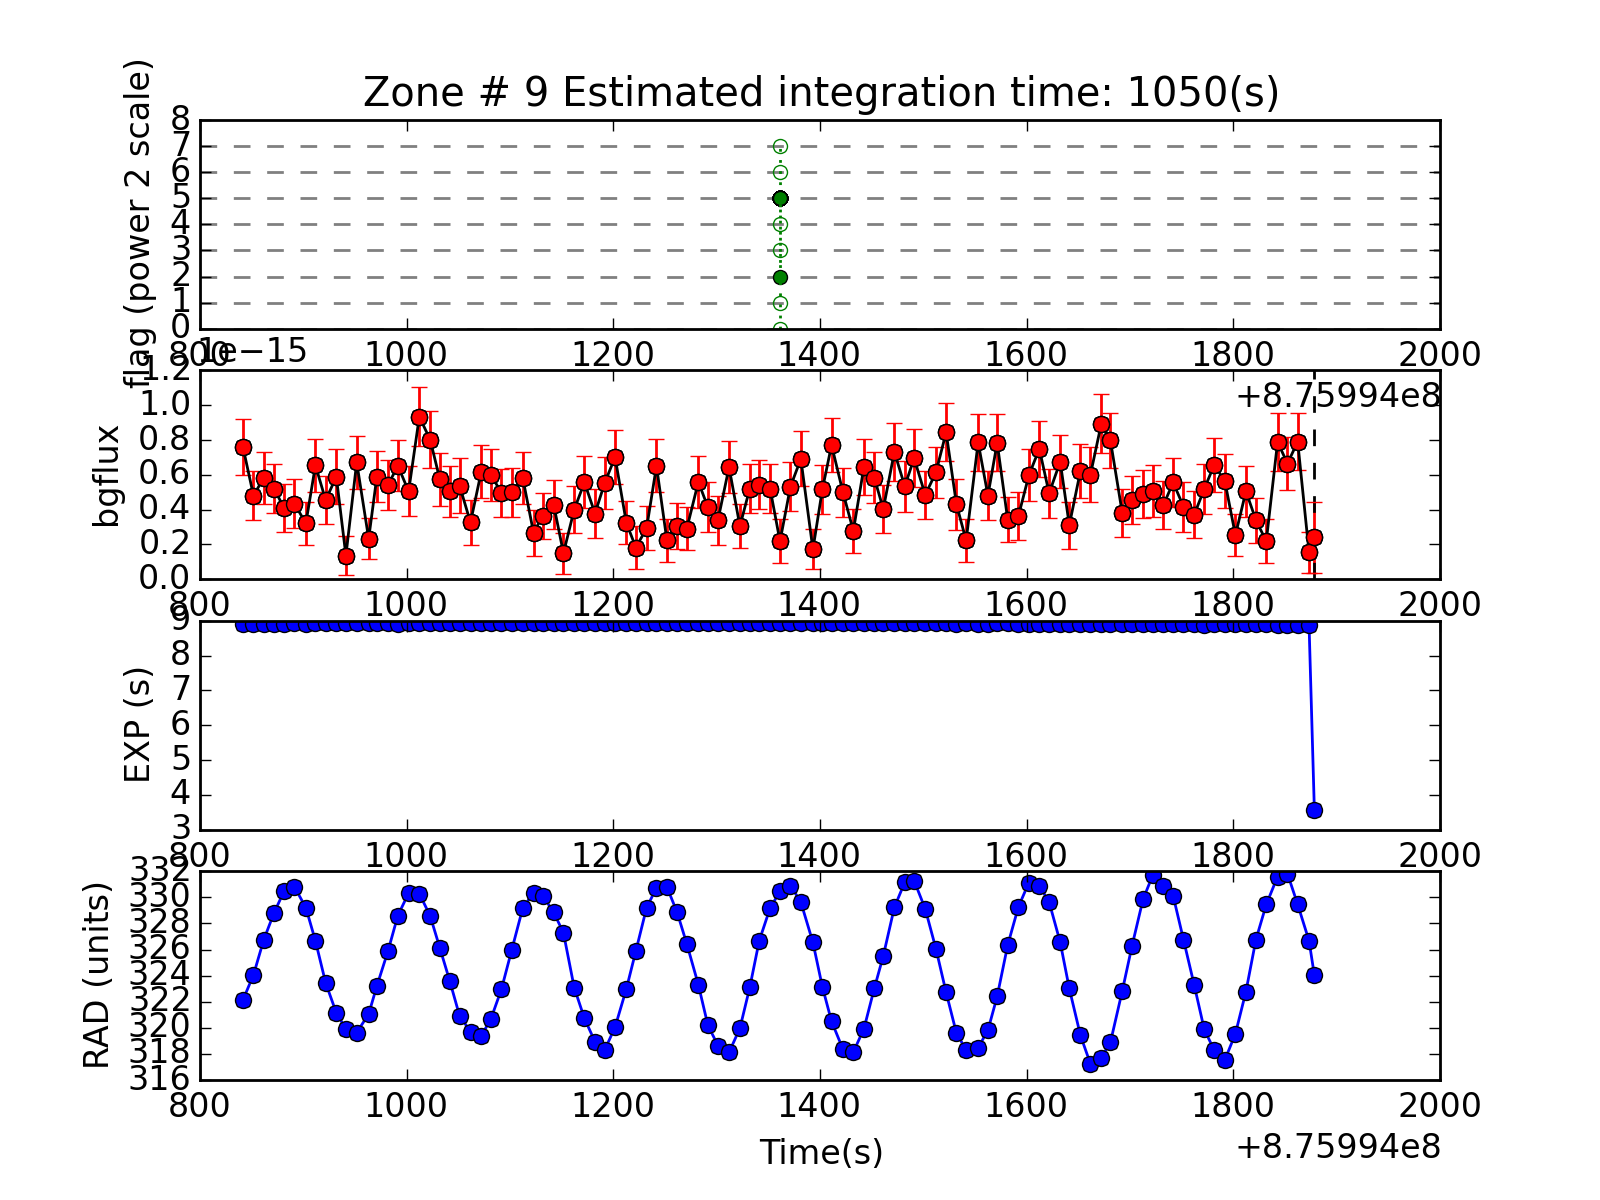 Zone # 9 Estimated integration time: 1050(s)
flag (power 2 scale)
8
7
6
5
4
3
2
1
0
800 1000 1200 1400 1600 1800 2000
1e−15
+8.75994e8
bgflux
1.2
1.0
0.8
0.6
0.4
0.2
0.0
800 1000 1200 1400 1600 1800 2000
EXP (s)
9
8
7
6
5
4
3
800 1000 1200 1400 1600 1800 2000
RAD (units)
332
330
328
326
324
322
320
318
316
800 1000 1200 1400 1600 1800 2000
Time(s)
+8.75994e8